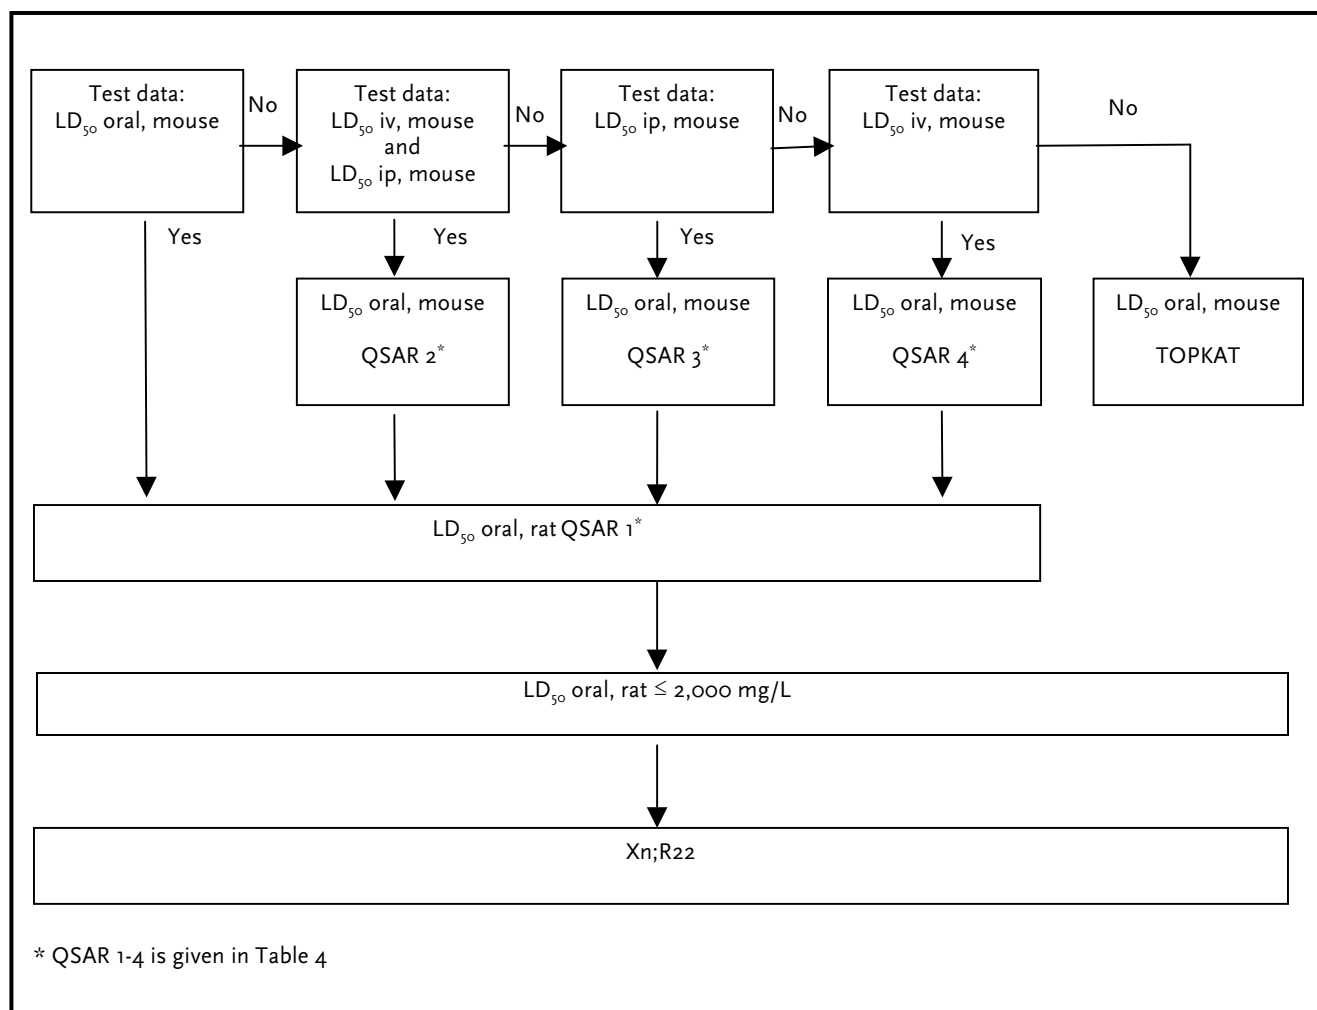 Test data:
LD₅₀ oral, mouse
No
Test data:
LD₅₀ iv, mouse
and
LD₅₀ ip, mouse
No
Test data:
LD₅₀ ip, mouse
No
Test data:
LD₅₀ iv, mouse
No
Yes
Yes
Yes
Yes
LD₅₀ oral, mouse
QSAR 2*
LD₅₀ oral, mouse
QSAR 3*
LD₅₀ oral, mouse
QSAR 4*
LD₅₀ oral, mouse
TOPKAT
LD₅₀ oral, rat QSAR 1*
LD₅₀ oral, rat ≤ 2,000 mg/L
Xn;R22
* QSAR 1-4 is given in Table 4